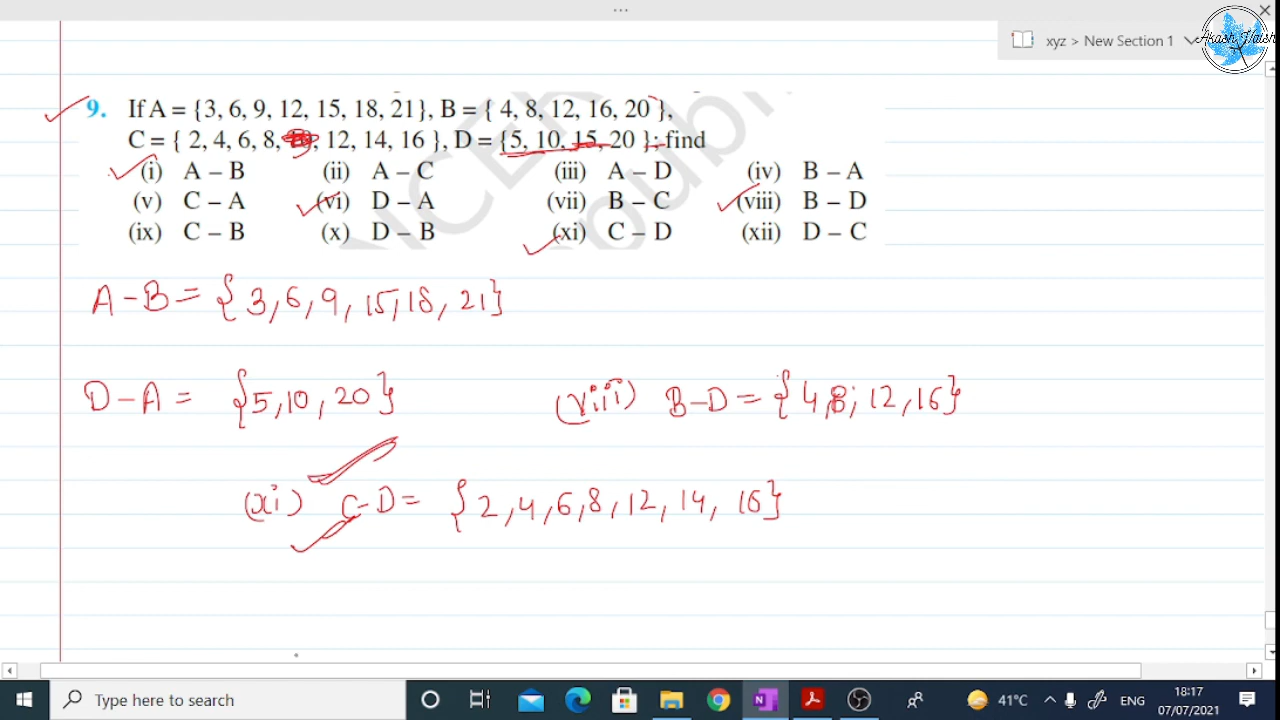 xyz > New Section 1
9. If A = {3, 6, 9, 12, 15, 18, 21}, B = { 4, 8, 12, 16, 20 },
C = { 2, 4, 6, 8, , 12, 14, 16 }, D = {5, 10, 15, 20 }; find
(i) A – B (ii) A – C (iii) A – D (iv) B – A
(v) C – A (vi) D – A (vii) B – C (viii) B – D
(ix) C – B (x) D – B (xi) C – D (xii) D – C
A-B = {3,6,9,15,18,21}
D-A = {5,10,20} (viii) B-D = {4,8,12,16}
(xi) C-D = {2,4,6,8,12,14,16}
Type here to search 41°C ENG 18:17
07/07/2021